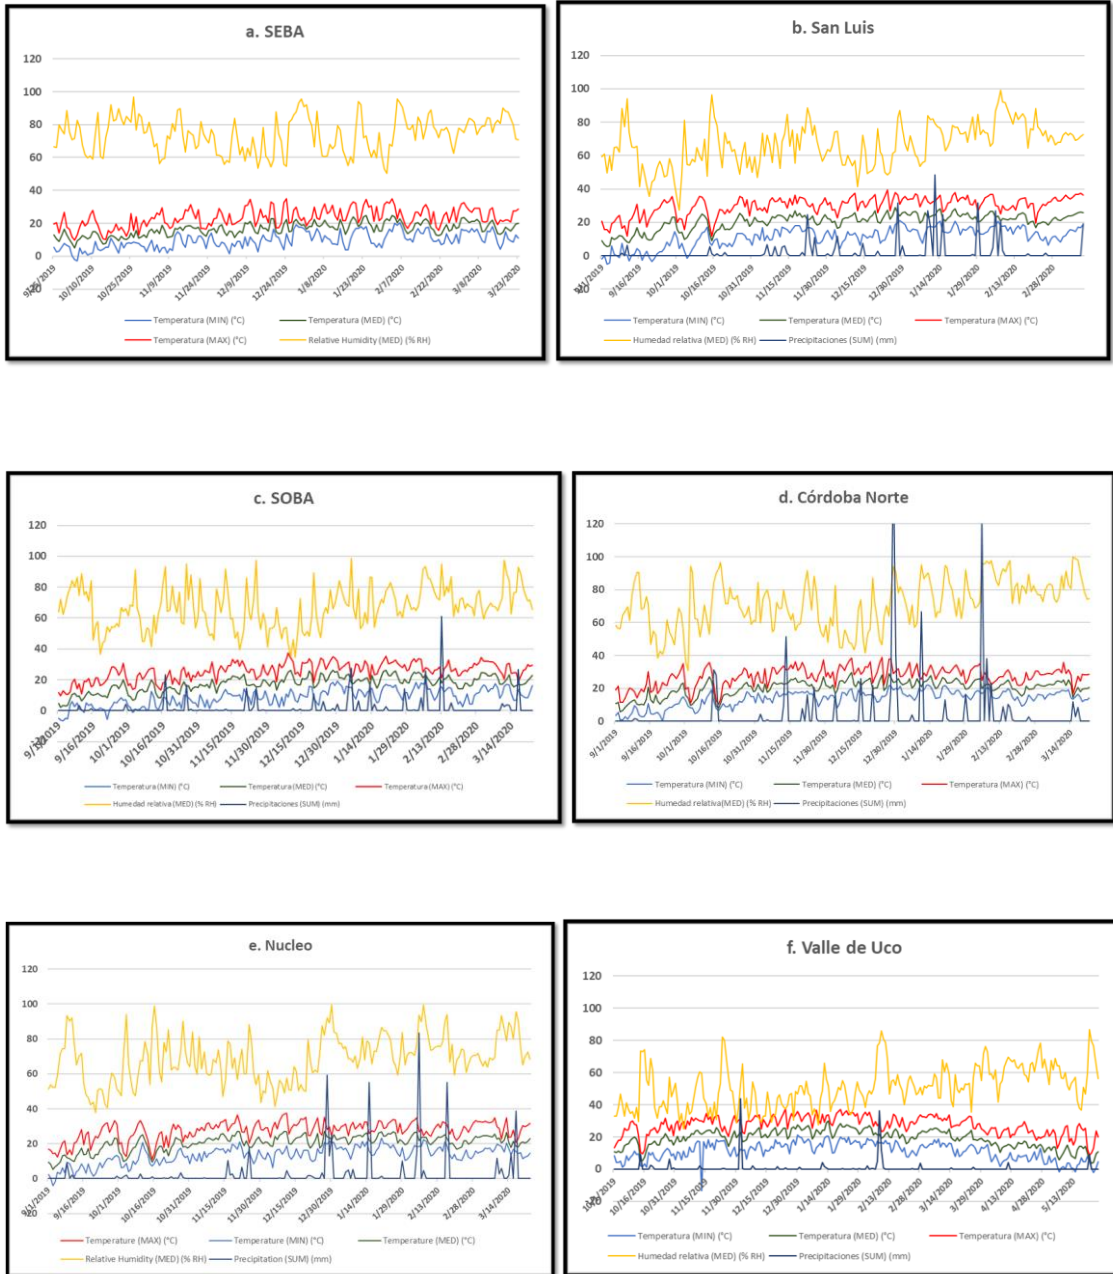 a. SEBA
120
100
80
60
40
20
0
20
9/25/2019 10/10/2019 10/25/2019 11/9/2019 11/24/2019 12/9/2019 12/24/2019 1/8/2020 1/23/2020 2/7/2020 2/22/2020 3/8/2020 3/23/2020
Temperatura (MIN) (°C) Temperatura (MED) (°C)
Temperatura (MAX) (°C) Relative Humidity (MED) (% RH)
b. San Luis
120
100
80
60
40
20
0
20
9/1/2019 9/16/2019 10/1/2019 10/16/2019 10/31/2019 11/15/2019 11/30/2019 12/15/2019 12/30/2019 1/14/2020 1/29/2020 2/13/2020 2/28/2020
Temperatura (MIN) (°C) Temperatura (MED) (°C) Temperatura (MAX) (°C)
Humedad relativa (MED) (% RH) Precipitaciones (SUM) (mm)
c. SOBA
120
100
80
60
40
20
0
9/1/2019 9/16/2019 10/1/2019 10/16/2019 10/31/2019 11/15/2019 11/30/2019 12/15/2019 12/30/2019 1/14/2020 1/29/2020 2/13/2020 2/28/2020 3/14/2020
Temperatura (MIN) (°C) Temperatura (MED) (°C) Temperatura (MAX) (°C)
Humedad relativa (MED) (% RH) Precipitaciones (SUM) (mm)
d. Córdoba Norte
120
100
80
60
40
20
0
9/1/2019 9/16/2019 10/1/2019 10/16/2019 10/31/2019 11/15/2019 11/30/2019 12/15/2019 12/30/2019 1/14/2020 1/29/2020 2/13/2020 2/28/2020 3/14/2020
Temperatura (MIN) (°C) Temperatura (MED) (°C) Temperatura (MAX) (°C)
Humedad relativa(MED) (% RH) Precipitaciones (SUM) (mm)
e. Nucleo
120
100
80
60
40
20
0
20
9/1/2019 9/16/2019 10/1/2019 10/16/2019 10/31/2019 11/15/2019 11/30/2019 12/15/2019 12/30/2019 1/14/2020 1/29/2020 2/13/2020 2/28/2020 3/14/2020
Temperature (MAX) (°C) Temperature (MIN) (°C) Temperature (MED) (°C)
Relative Humidity (MED) (% RH) Precipitation (SUM) (mm)
f. Valle de Uco
120
100
80
60
40
20
0
20
10/1/2019 10/16/2019 10/31/2019 11/15/2019 11/30/2019 12/15/2019 12/30/2019 1/14/2020 1/29/2020 2/13/2020 2/28/2020 3/14/2020 3/29/2020 4/13/2020 4/28/2020 5/13/2020
Temperatura (MIN) (°C) Temperatura (MED) (°C) Temperatura (MAX) (°C)
Humedad relativa (MED) (% RH) Precipitaciones (SUM) (mm)